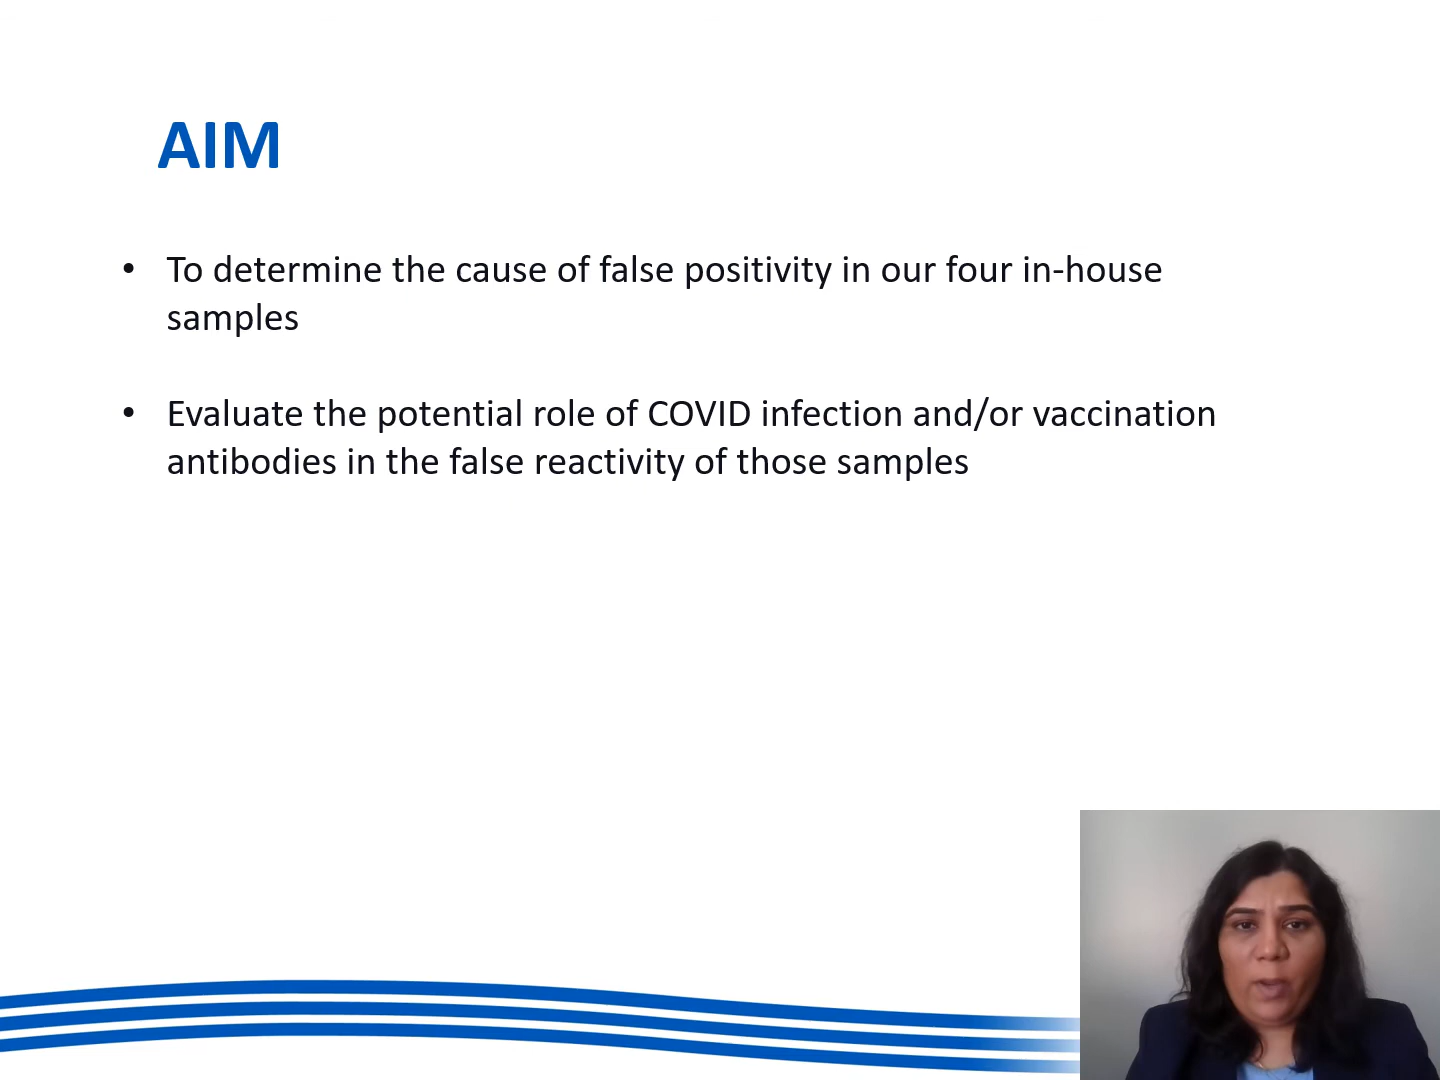 AIM
• To determine the cause of false positivity in our four in-house
samples
• Evaluate the potential role of COVID infection and/or vaccination
antibodies in the false reactivity of those samples